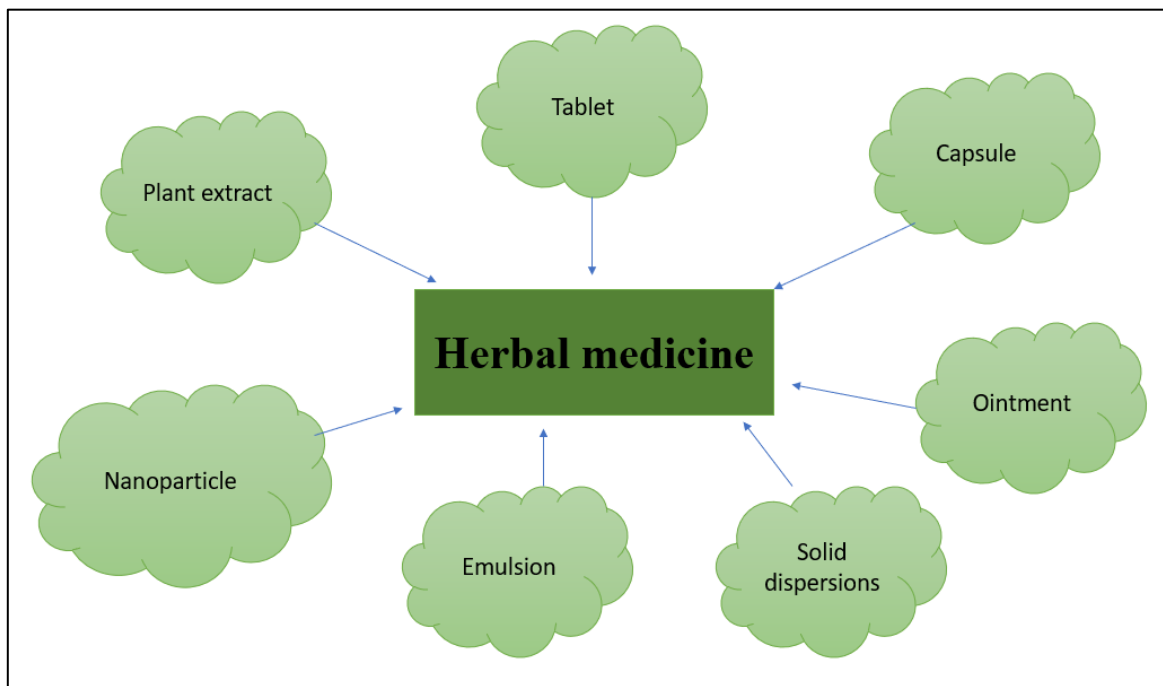 Tablet
Capsule
Plant extract
Herbal medicine
Ointment
Nanoparticle
Emulsion
Solid
dispersions